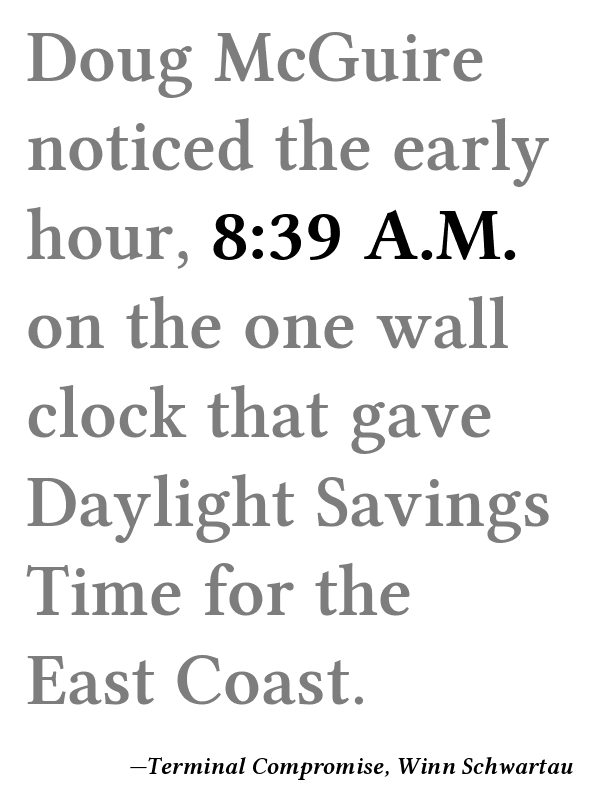 Doug McGuire
noticed the early
hour, 8:39 A.M.
on the one wall
clock that gave
Daylight Savings
Time for the
East Coast.
—Terminal Compromise, Winn Schwartau